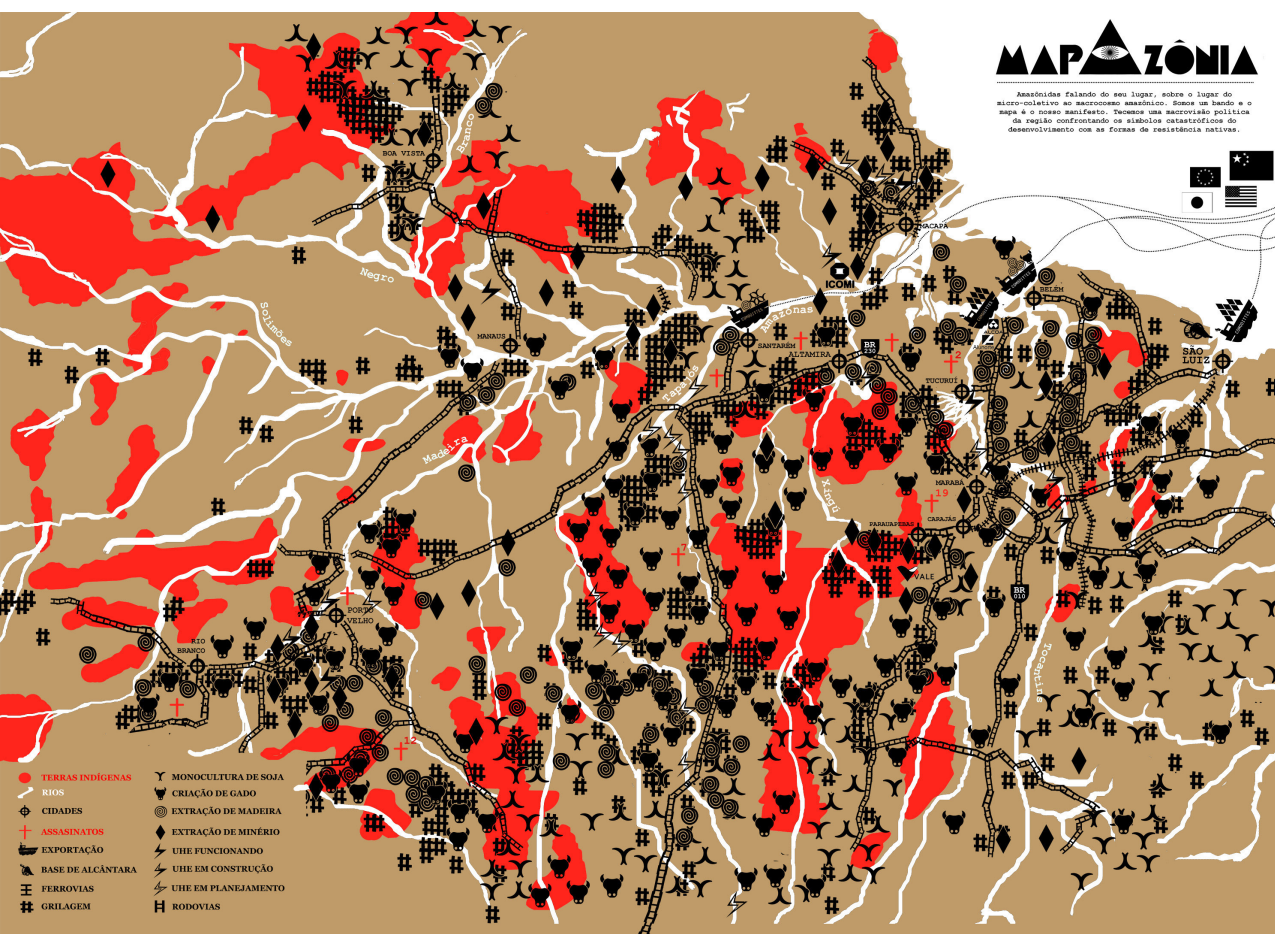 MAPAZÔNIA
Amazônidas falando do seu lugar, sobre o lugar do
micro-coletivo ao macrocosmo amazônico. Somos um bando e o
mapa é o nosso manifesto. Tecemos uma macrovisão política
da região confrontando os símbolos catastróficos do
desenvolvimento com as formas de resistência nativas.
BOA VISTA
Branco
MACAPÁ
Negro
ICOMI
BELÉM
Solimões
Amazônas
MANAUS
SANTARÉM
ALTAMIRA
BR
230
SÃO
LUIZ
2
TUCURUÍ
Tapajós
Madeira
MARABÁ
Xingu
19
PARAUAPEBAS
CARAJÁS
7
VALE
BR
010
PORTO
VELHO
RIO
BRANCO
Tocantins
12
TERRAS INDÍGENAS
RIOS
CIDADES
ASSASINATOS
EXPORTAÇÃO
BASE DE ALCÂNTARA
FERROVIAS
GRILAGEM
MONOCULTURA DE SOJA
CRIAÇÃO DE GADO
EXTRAÇÃO DE MADEIRA
EXTRAÇÃO DE MINÉRIO
UHE FUNCIONANDO
UHE EM CONSTRUÇÃO
UHE EM PLANEJAMENTO
RODOVIAS